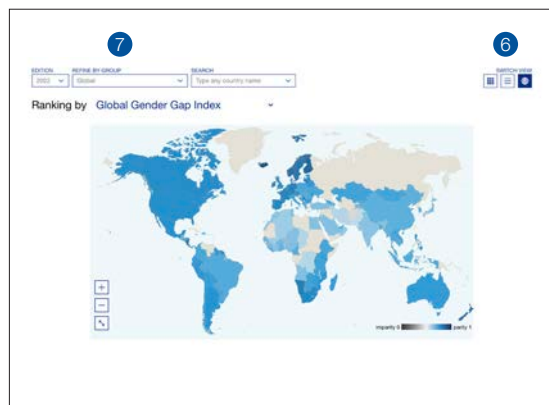 7
6
EDITION REFINE BY GROUP SEARCH SWITCH VIEW
2022 Global Type any country name
Ranking by Global Gender Gap Index
+
−
imparity 0 parity 1